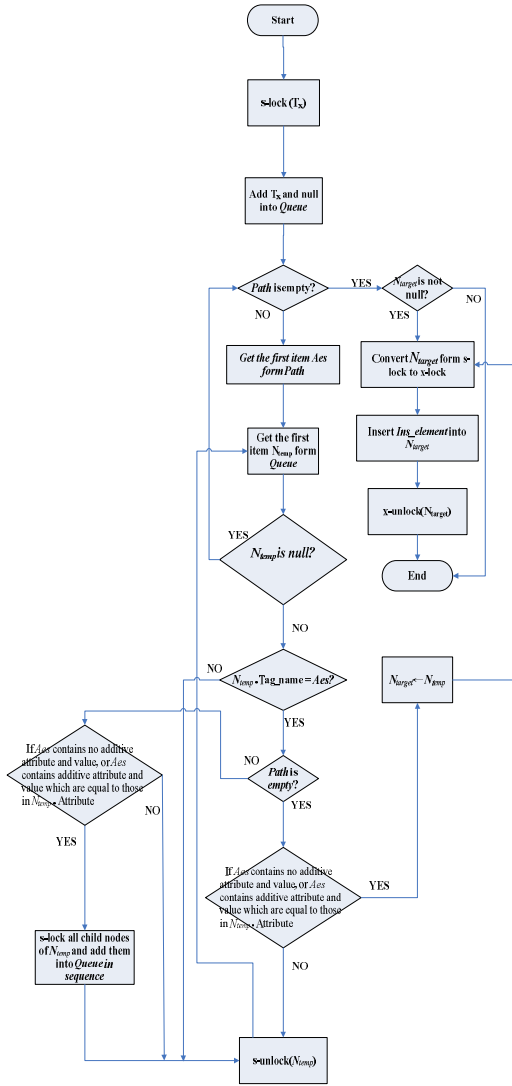 Start
s-lock (Tx)
Add Tx and null
into Queue
Path isempty?
YES
Ntarget is not
null?
NO
NO
YES
Get the first item Aes
form Path
Convert Ntarget form s-
lock to x-lock
Get the first
item Ntemp form
Queue
Insert Ins_element into
Ntarget
x-unlock(Ntarget)
YES
Ntemp is null?
End
NO
NO
Ntemp.Tag_name = Aes?
Ntarget←Ntemp
YES
If Aes contains no additive
attribute and value, or Aes
contains additive attribute and
value which are equal to those
in Ntemp. Attribute
NO
Path is
empty?
NO
YES
YES
If Aes contains no additive
attribute and value, or Aes
contains additive attribute and
value which are equal to those
in Ntemp. Attribute
YES
s-lock all child nodes
of Ntemp and add them
into Queue in
sequence
NO
s-unlock(Ntemp)